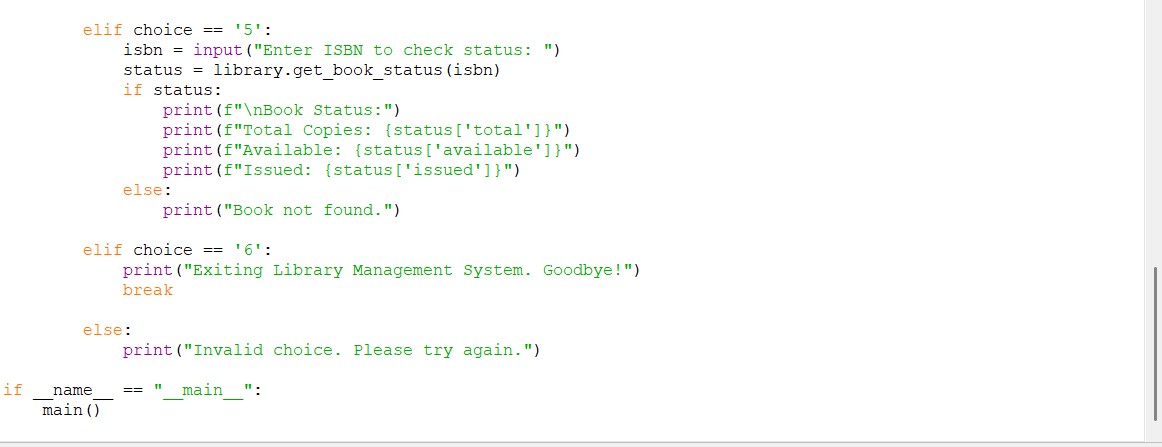 elif choice == '5':
isbn = input("Enter ISBN to check status: ")
status = library.get_book_status(isbn)
if status:
print(f"\nBook Status:")
print(f"Total Copies: {status['total']}")
print(f"Available: {status['available']}")
print(f"Issued: {status['issued']}")
else:
print("Book not found.")
elif choice == '6':
print("Exiting Library Management System. Goodbye!")
break
else:
print("Invalid choice. Please try again.")
if __name__ == "__main__":
main()